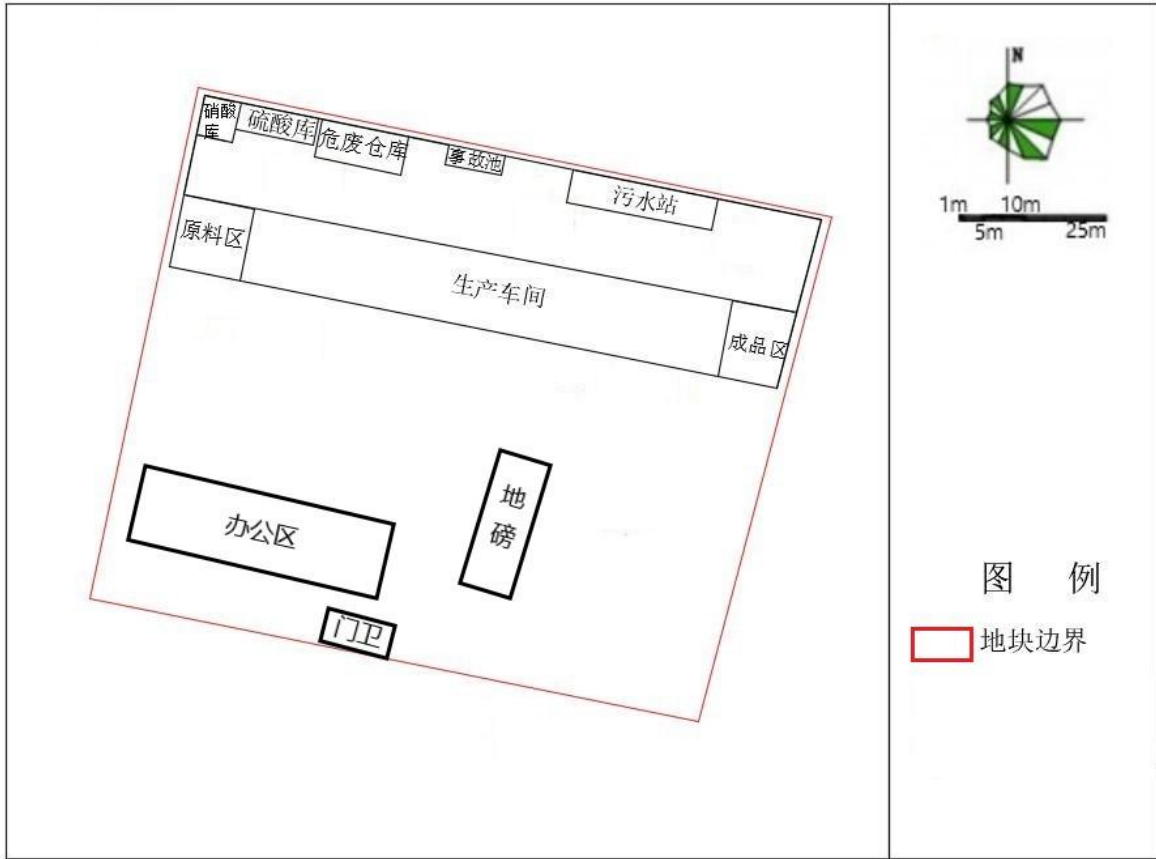 硝酸
库
硫酸库
危废仓库
事故池
污水站
原料区
生产车间
成品区
办公区
地
磅
门卫
N
1m 10m
5m 25m
图 例
地块边界